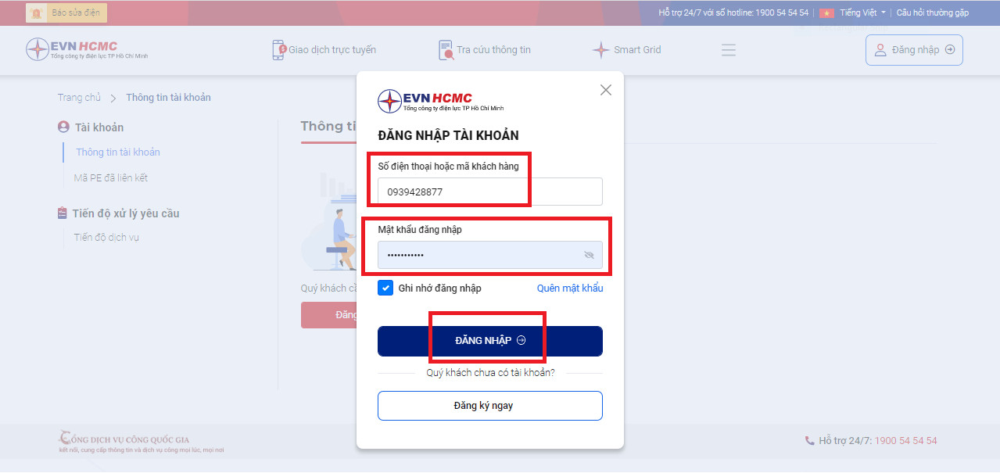 Báo sửa điện
Hỗ trợ 24/7 với số hotline: 1900 54 54 54
Tiếng Việt
Câu hỏi thường gặp
EVN HCMC
Tổng công ty điện lực TP Hồ Chí Minh
Giao dịch trực tuyến
Tra cứu thông tin
Smart Grid
Đăng nhập
Trang chủ
Thông tin tài khoản
Tài khoản
Thông tin tài khoản
Mã PE đã liên kết
Tiến độ xử lý yêu cầu
Tiến độ dịch vụ
Thông ti
Quý khách cầ
Đăng
EVN HCMC
Tổng công ty điện lực TP Hồ Chí Minh
ĐĂNG NHẬP TÀI KHOẢN
Số điện thoại hoặc mã khách hàng
0939428877
Mật khẩu đăng nhập
•••••••••••
Ghi nhớ đăng nhập
Quên mật khẩu
ĐĂNG NHẬP
Quý khách chưa có tài khoản?
Đăng ký ngay
CỔNG DỊCH VỤ CÔNG QUỐC GIA
kết nối, cung cấp thông tin và dịch vụ công mọi lúc, mọi nơi
Hỗ trợ 24/7: 1900 54 54 54